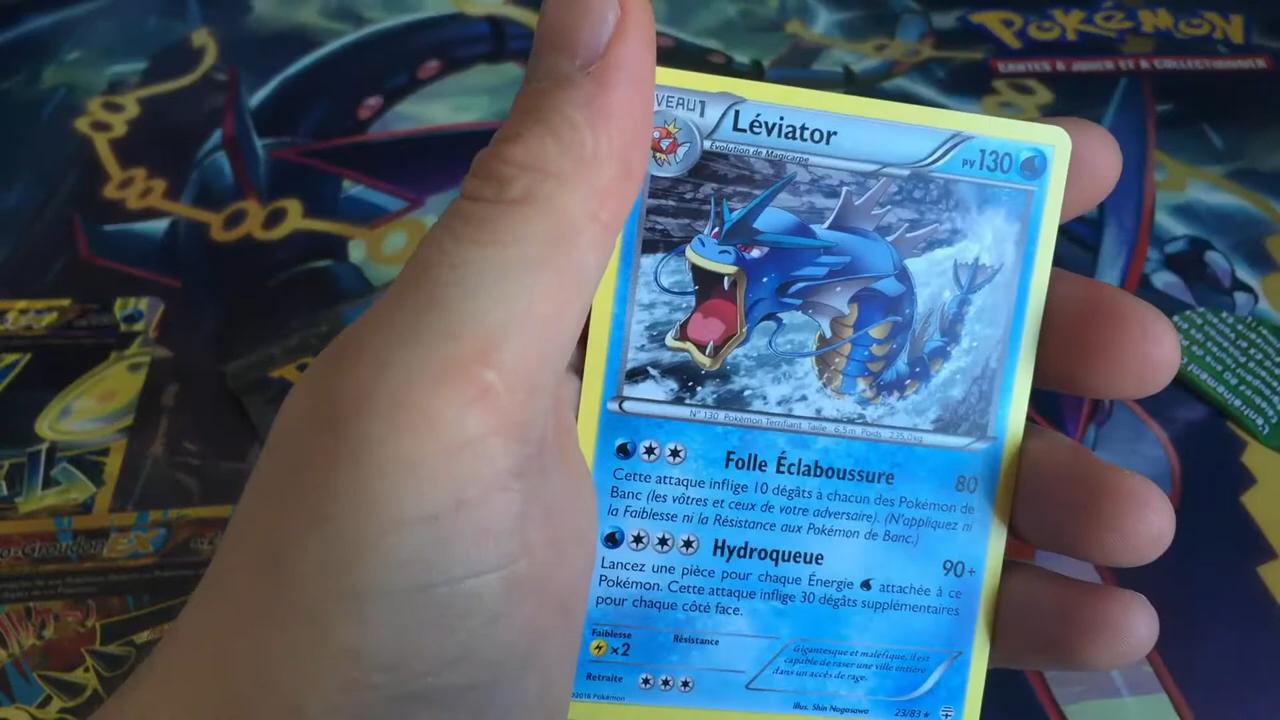 POKÉMON
CARTES À JOUER ET À COLLECTIONNER
VEAU 1
Léviator
Évolution de Magicarpe
PV 130
N° 130 Pokémon Terrifiant Taille : 6,5m Poids : 235,0kg
Folle Éclaboussure 80
Cette attaque inflige 10 dégâts à chacun des Pokémon de
Banc (les vôtres et ceux de votre adversaire). (N'appliquez ni
la Faiblesse ni la Résistance aux Pokémon de Banc.)
Hydroqueue 90+
Lancez une pièce pour chaque Énergie attachée à ce
Pokémon. Cette attaque inflige 30 dégâts supplémentaires
pour chaque côté face.
Faiblesse
×2
Résistance
Retraite
Gigantesque et maléfique, il est
capable de raser une ville entière
dans un accès de rage.
©2016 Pokémon
Illus. Shin Nagasawa
23/83
o-Groudon EX
L'entraînement